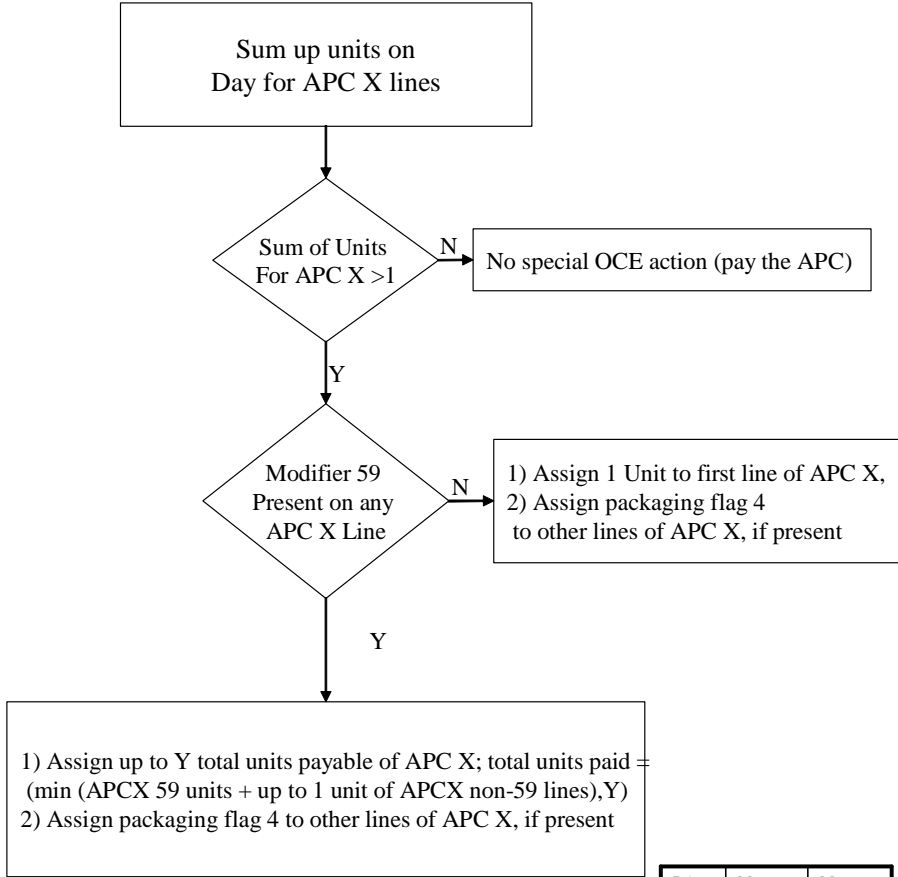 Sum up units on
Day for APC X lines
Sum of Units
For APC X >1
N
No special OCE action (pay the APC)
Y
Modifier 59
Present on any
APC X Line
N
1) Assign 1 Unit to first line of APC X,
2) Assign packaging flag 4
to other lines of APC X, if present
Y
1) Assign up to Y total units payable of APC X; total units paid =
(min (APCX 59 units + up to 1 unit of APCX non-59 lines),Y)
2) Assign packaging flag 4 to other lines of APC X, if present